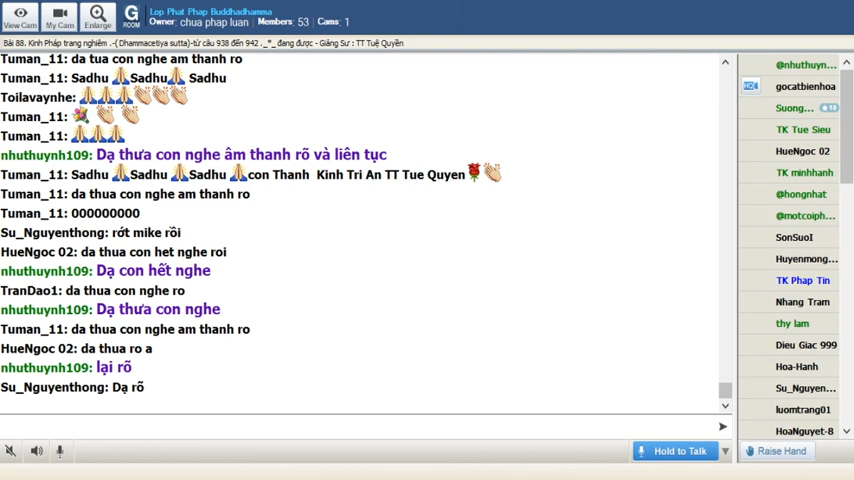 View Cam
My Cam
Enlarge
G
ROOM
Lop Phat Phap Buddhadhamma
Owner: chua phap luan Members: 53 Cams: 1
Bài 88. Kinh Pháp trang nghiêm .-( Dhammacetiya sutta)-từ câu 938 đến 942 ._*_ đang được - Giảng Sư : TT Tuệ Quyền
Tuman_11: da tua con nghe am thanh ro
Tuman_11: Sadhu Sadhu Sadhu
Toilavaynhe:
Tuman_11:
Tuman_11:
nhuthuynh109: Dạ thưa con nghe âm thanh rõ và liên tục
Tuman_11: Sadhu Sadhu Sadhu con Thanh Kinh Tri An TT Tue Quyen
Tuman_11: da thua con nghe am thanh ro
Tuman_11: 000000000
Su_Nguyenthong: rớt mike rồi
HueNgoc 02: da thua con het nghe roi
nhuthuynh109: Dạ con hết nghe
TranDao1: da thua con nghe ro
nhuthuynh109: Dạ thưa con nghe
Tuman_11: da thua con nghe am thanh ro
HueNgoc 02: da thua ro a
nhuthuynh109: lại rõ
Su_Nguyenthong: Dạ rõ
Hold to Talk
@nhuthuyn...
HD
gocatbienhoa
Suong...
+18
TK Tue Sieu
HueNgoc 02
TK minhhanh
@hongnhat
@motcoiph...
SonSuoI
Huyenmong...
TK Phap Tin
Nhang Tram
thy lam
Dieu Giac 999
Hoa-Hanh
Su_Nguyen...
luomtrang01
HoaNguyet-8
Raise Hand